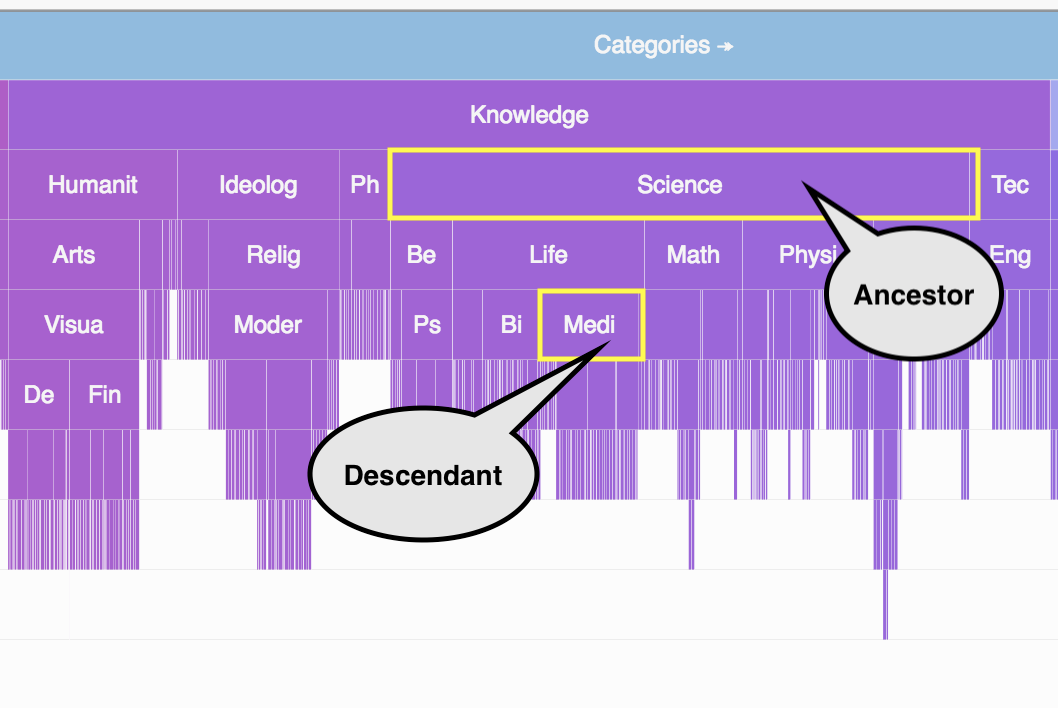 Categories ➛
Knowledge
Humanit Ideolog Ph Science Tec
Arts Relig Be Life Math Physi Eng
Ancestor
Visua Moder Ps Bi Medi
De Fin
Descendant